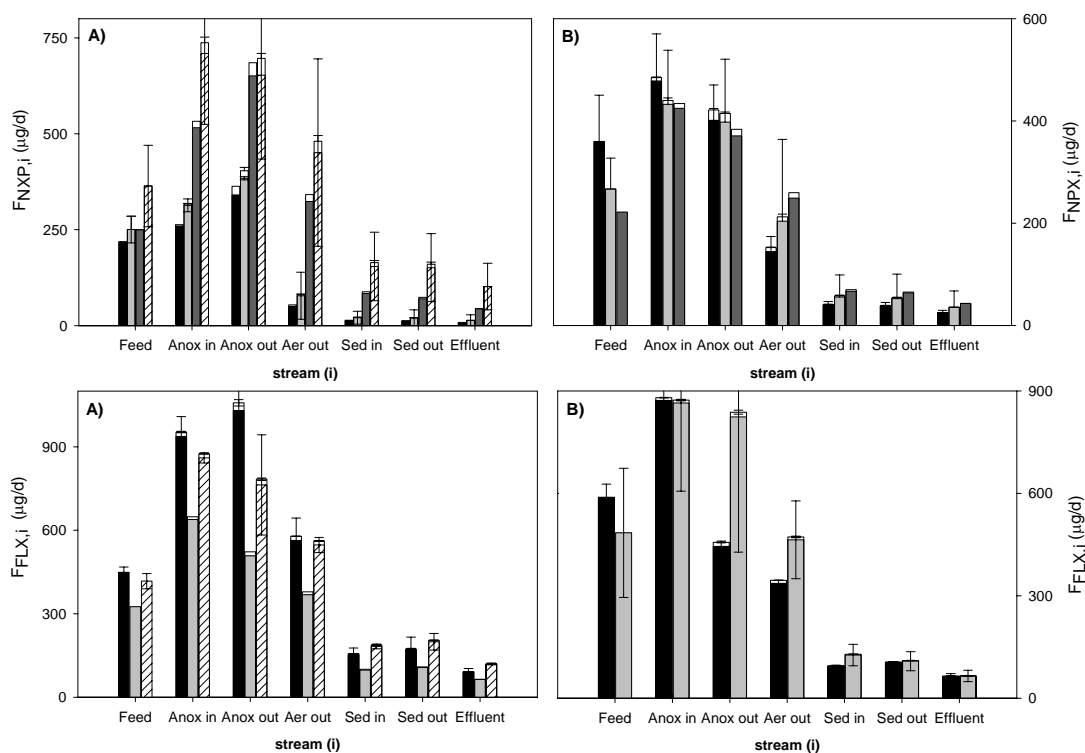 A)
750
500
250
0
F_NXP,i (μg/d)
Feed Anox in Anox out Aer out Sed in Sed out Effluent
stream (i)
B)
600
400
200
0
F_NPX,i (μg/d)
Feed Anox in Anox out Aer out Sed in Sed out Effluent
stream (i)
A)
900
600
300
0
F_FLX,i (μg/d)
Feed Anox in Anox out Aer out Sed in Sed out Effluent
stream (i)
B)
900
600
300
0
F_FLX,i (μg/d)
Feed Anox in Anox out Aer out Sed in Sed out Effluent
stream (i)